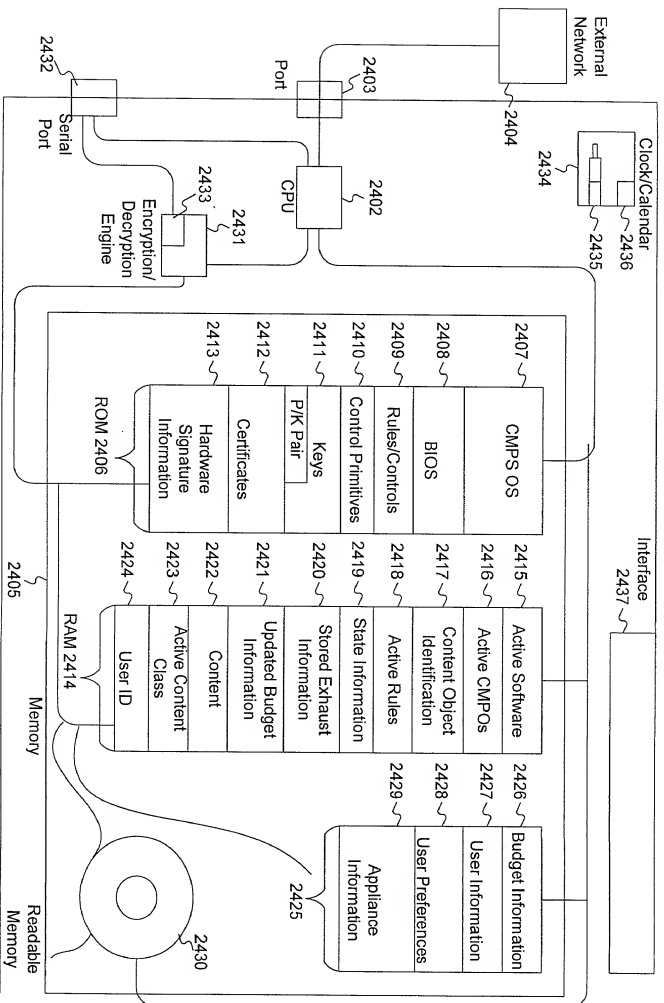 External
Network
2404
Clock/Calendar
2436
2435
2434
Interface
2437
2403
Port
2402
CPU
2432
Serial
Port
2431
2433
Encryption/
Decryption
Engine
2407
CMPS OS
2408
BIOS
2409
Rules/Controls
2410
Control Primitives
2411
Keys
P/K Pair
2412
Certificates
2413
Hardware
Signature
Information
ROM 2406
2415
Active Software
2416
Active CMPOs
2417
Content Object
Identification
2418
Active Rules
2419
State Information
2420
Stored Exhaust
Information
2421
Updated Budget
Information
2422
Content
2423
Active Content
Class
2424
User ID
RAM 2414
2405
Memory
2426
Budget Information
2427
User Information
2428
User Preferences
2429
Appliance
Information
2425
2430
Readable
Memory